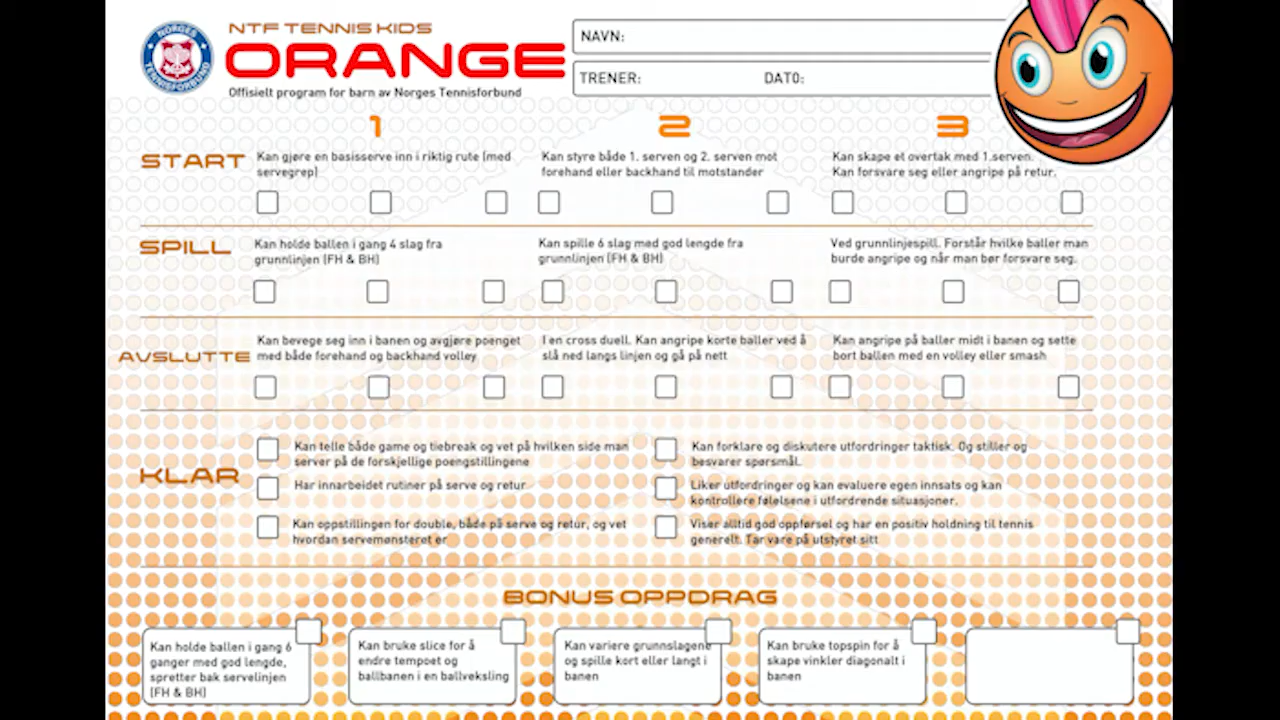 NORGES
TENNISFORBUND
NTF TENNIS KIDS
ORANGE
Offisielt program for barn av Norges Tennisforbund
NAVN:
TRENER: DATO:
1 2 3
START
Kan gjøre en basisserve inn i riktig rute (med
servegrep)
Kan styre både 1. serven og 2. serven mot
forehand eller backhand til motstander
Kan skape et overtak med 1.serven.
Kan forsvare seg eller angripe på retur.
SPILL
Kan holde ballen i gang 4 slag fra
grunnlinjen (FH & BH)
Kan spille 6 slag med god lengde fra
grunnlinjen (FH & BH)
Ved grunnlinjespill. Forstår hvilke baller man
burde angripe og når man bør forsvare seg.
AVSLUTTE
Kan bevege seg inn i banen og avgjøre poenget
med både forehand og backhand volley
I en cross duell. Kan angripe korte baller ved å
slå ned langs linjen og gå på nett
Kan angripe på baller midt i banen og sette
bort ballen med en volley eller smash
KLAR
Kan telle både game og tiebreak og vet på hvilken side man
server på de forskjellige poengstillingene
Har innarbeidet rutiner på serve og retur
Kan oppstillingen for double, både på serve og retur, og vet
hvordan servemønsteret er
Kan forklare og diskutere utfordringer taktisk. Og stiller og
besvarer spørsmål.
Liker utfordringer og kan evaluere egen innsats og kan
kontrollere følelsene i utfordrende situasjoner.
Viser alltid god oppførsel og har en positiv holdning til tennis
generelt. Tar vare på utstyret sitt
BONUS OPPDRAG
Kan holde ballen i gang 6
ganger med god lengde,
spretter bak servelinjen
(FH & BH)
Kan bruke slice for å
endre tempoet og
ballbanen i en ballveksling
Kan variere grunnslagene
og spille kort eller langt i
banen
Kan bruke topspin for å
skape vinkler diagonalt i
banen